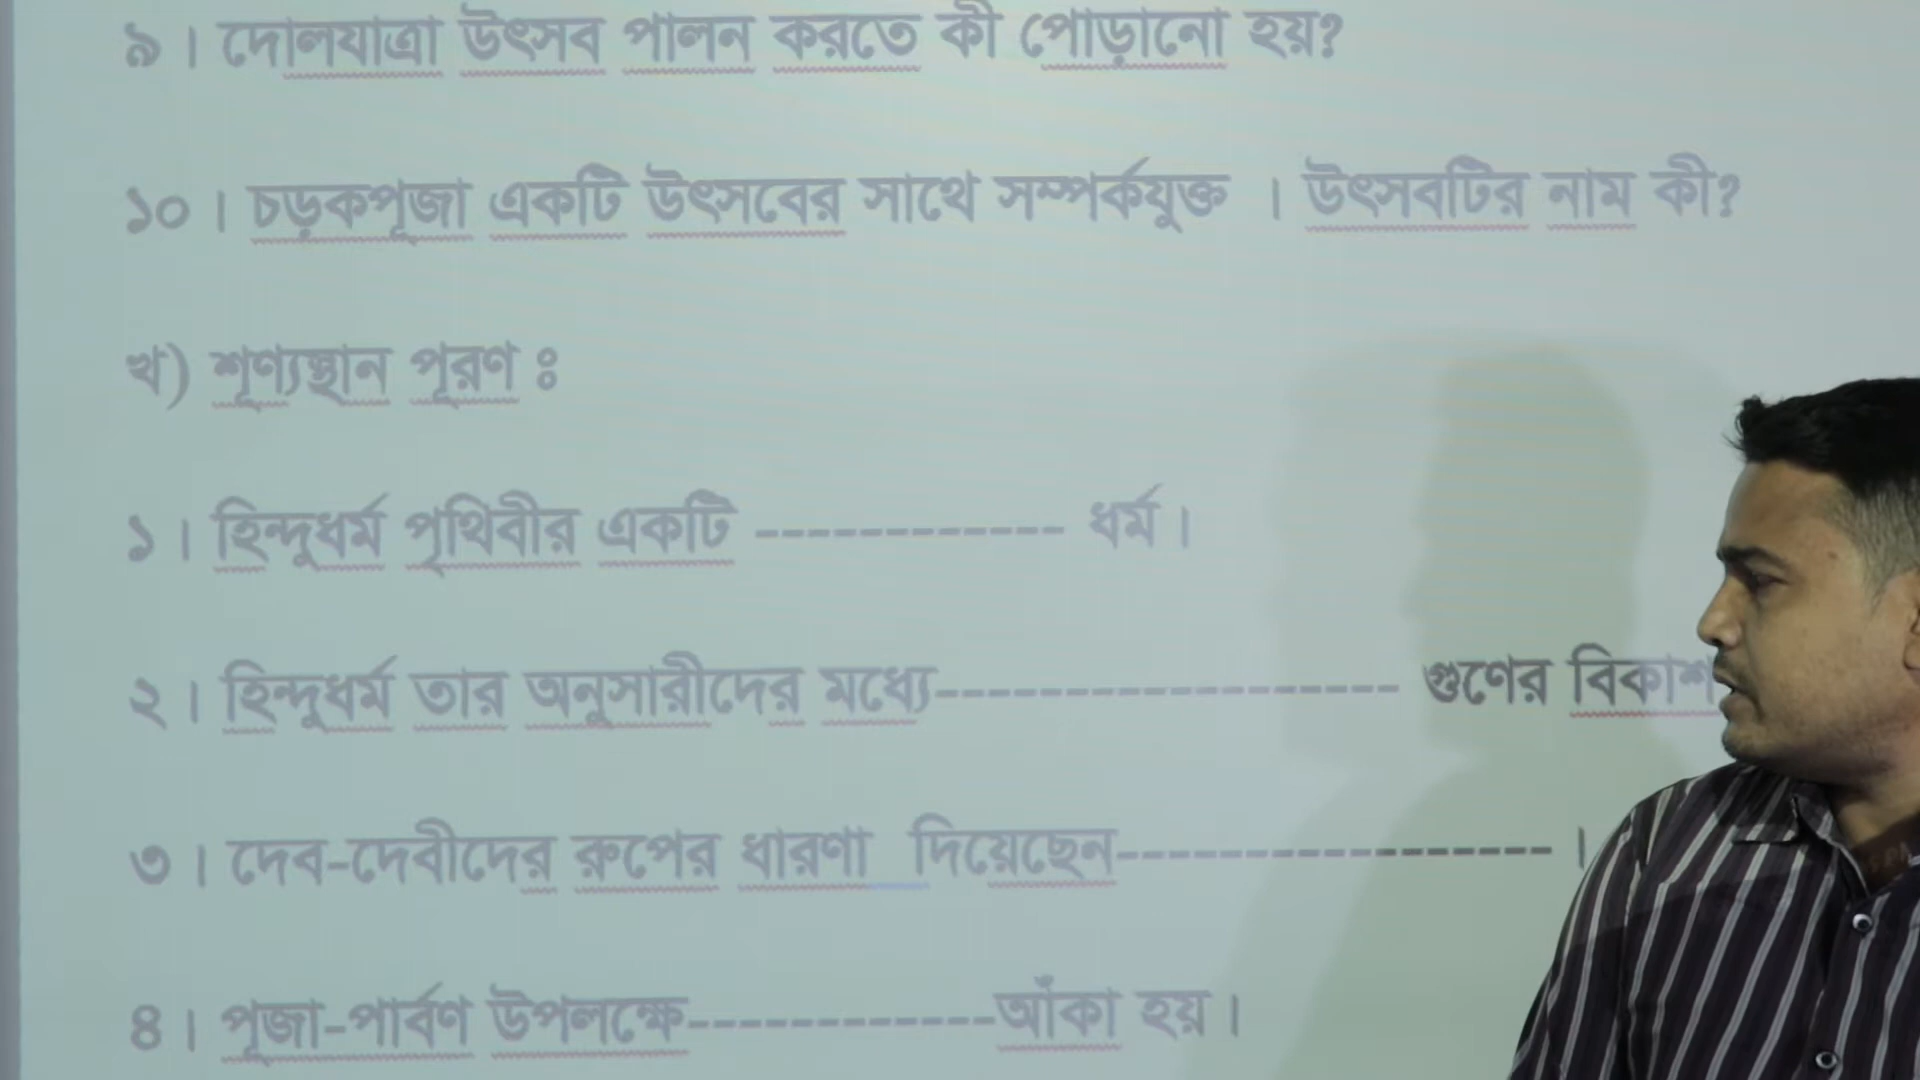 ৯। দোলযাত্রা উৎসব পালন করতে কী পোড়ানো হয়?
১০। চড়কপূজা একটি উৎসবের সাথে সম্পর্কযুক্ত । উৎসবটির নাম কী?
খ) শূণ্যস্থান পূরণ ঃ
১। হিন্দুধর্ম পৃথিবীর একটি ------------ ধর্ম।
২। হিন্দুধর্ম তার অনুসারীদের মধ্যে------------------ গুণের বিকাশ
৩। দেব-দেবীদের রুপের ধারণা দিয়েছেন----------------- ।
৪। পূজা-পার্বণ উপলক্ষে------------আঁকা হয়।